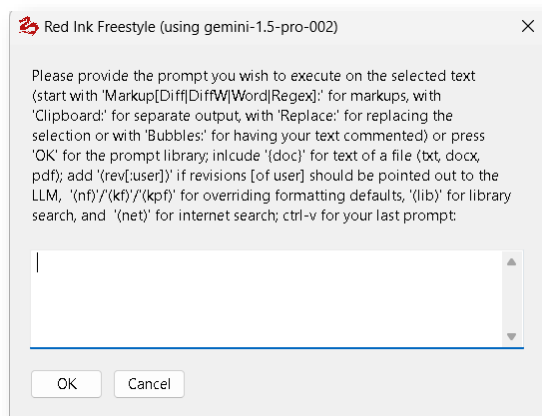 Red Ink Freestyle (using gemini-1.5-pro-002)
Please provide the prompt you wish to execute on the selected text
(start with 'Markup[Diff|DiffW|Word|Regex]:' for markups, with
'Clipboard:' for separate output, with 'Replace:' for replacing the
selection or with 'Bubbles:' for having your text commented) or press
'OK' for the prompt library; inlcude '{doc}' for text of a file (txt, docx,
pdf); add '(rev[:user])' if revisions [of user] should be pointed out to the
LLM, '(nf)'/'(kf)'/'(kpf)' for overriding formatting defaults, '(lib)' for library
search, and '(net)' for internet search; ctrl-v for your last prompt:
OK
Cancel